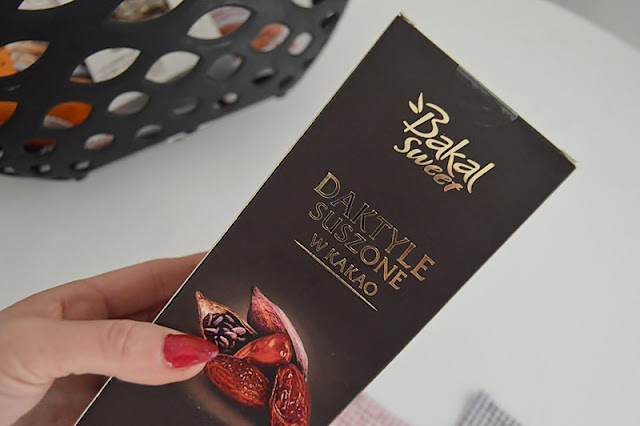 Bakal
Sweet
DAKTYLE
SUSZONE
W KAKAO